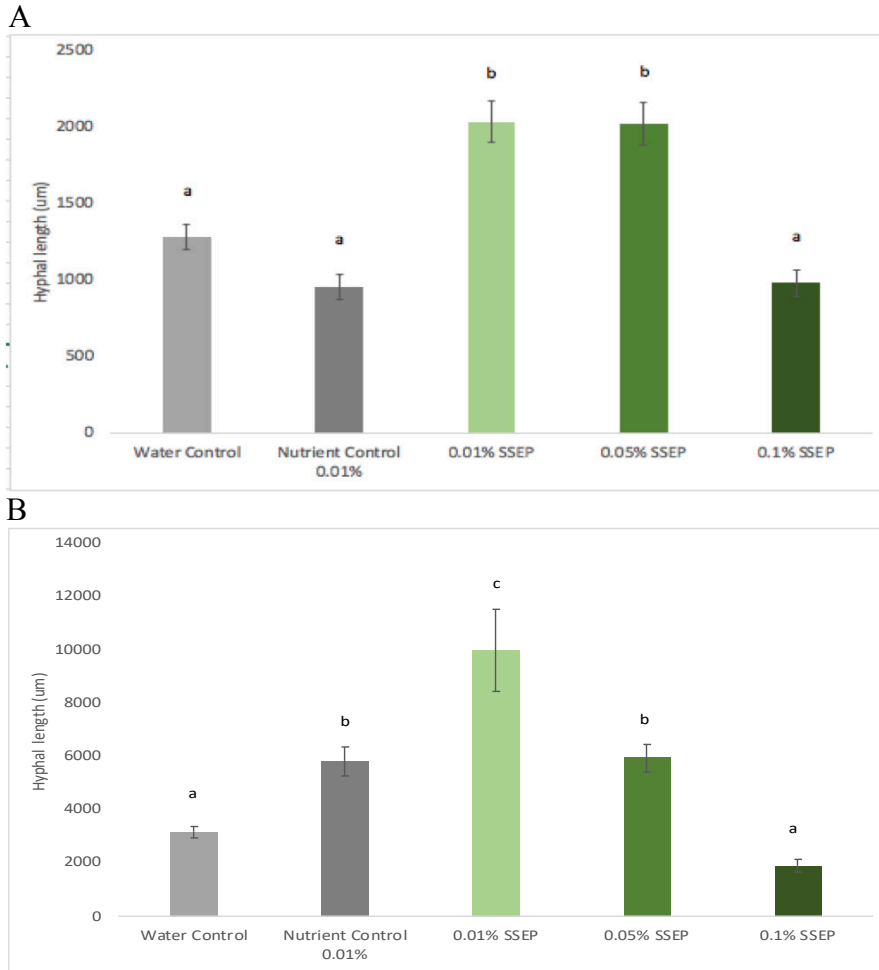 A
2500
2000
1500
1000
500
0
Hyphal length (um)
a
a
b
b
a
Water Control
Nutrient Control
0.01%
0.01% SSEP
0.05% SSEP
0.1% SSEP
B
14000
12000
10000
8000
6000
4000
2000
0
Hyphal length (um)
a
b
c
b
a
Water Control
Nutrient Control
0.01%
0.01% SSEP
0.05% SSEP
0.1% SSEP